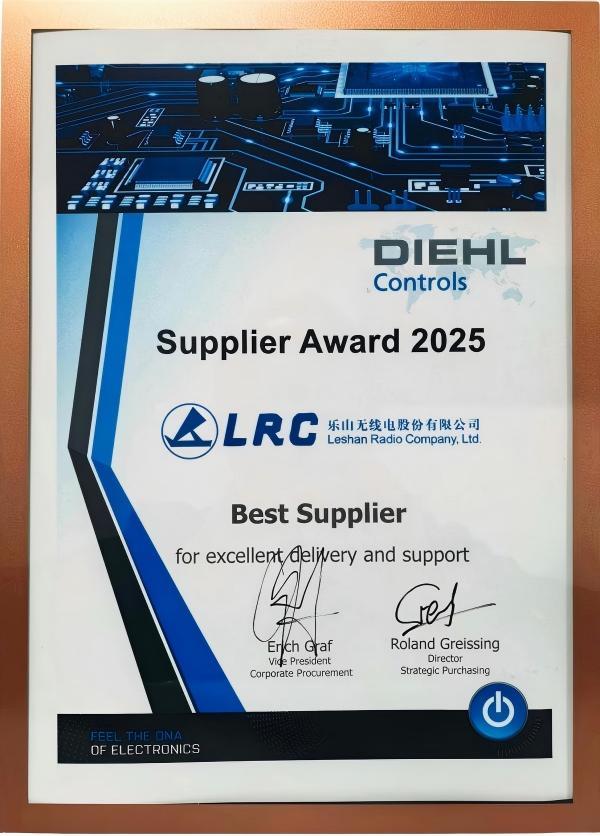 DIEHL
Controls
Supplier Award 2025
LRC
乐山无线电股份有限公司
Leshan Radio Company, Ltd.
Best Supplier
for excellent delivery and support
Erich Graf
Vice President
Corporate Procurement
Roland Greissing
Director
Strategic Purchasing
FEEL THE DNA
OF ELECTRONICS